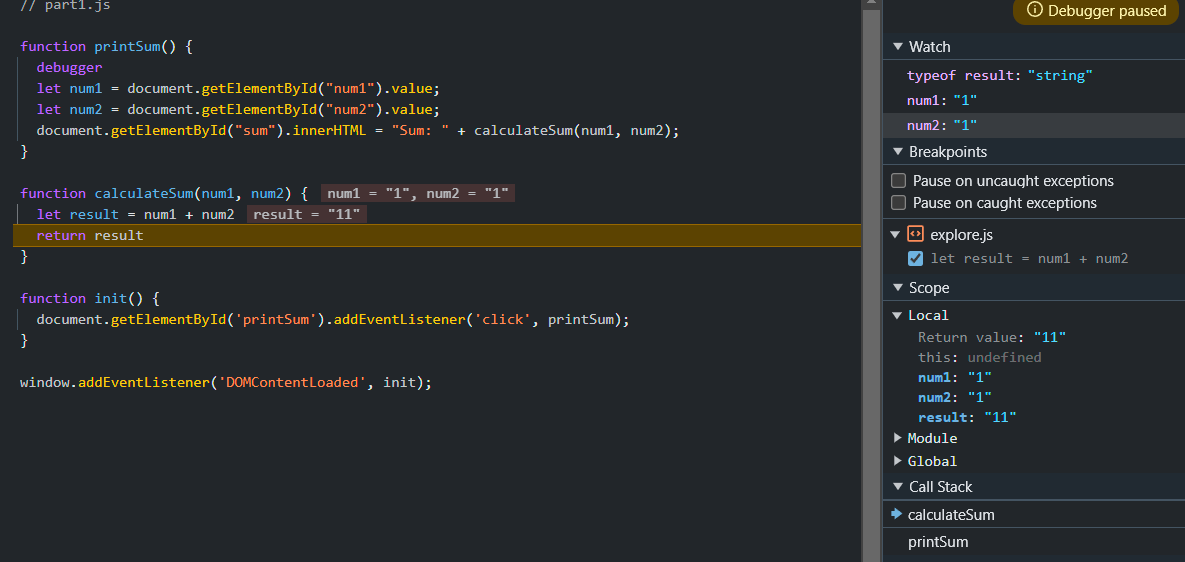 // part1.js
function printSum() {
debugger
let num1 = document.getElementById("num1").value;
let num2 = document.getElementById("num2").value;
document.getElementById("sum").innerHTML = "Sum: " + calculateSum(num1, num2);
}
function calculateSum(num1, num2) { num1 = "1", num2 = "1"
let result = num1 + num2 result = "11"
return result
}
function init() {
document.getElementById('printSum').addEventListener('click', printSum);
}
window.addEventListener('DOMContentLoaded', init);
Debugger paused
Watch
typeof result: "string"
num1: "1"
num2: "1"
Breakpoints
Pause on uncaught exceptions
Pause on caught exceptions
explore.js
let result = num1 + num2
Scope
Local
Return value: "11"
this: undefined
num1: "1"
num2: "1"
result: "11"
Module
Global
Call Stack
calculateSum
printSum